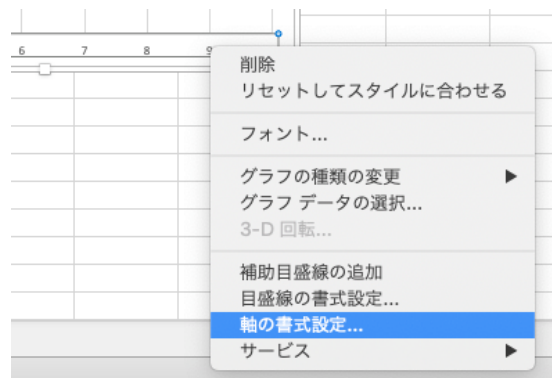 6 7 8 9
削除
リセットしてスタイルに合わせる
フォント...
グラフの種類の変更
グラフ データの選択...
3-D 回転...
補助目盛線の追加
目盛線の書式設定...
軸の書式設定...
サービス